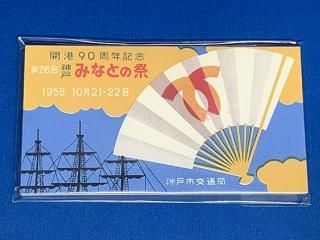 開港90周年記念
第26回 神戸 みなとの祭
1958 10月21・22日
神戸市交通局